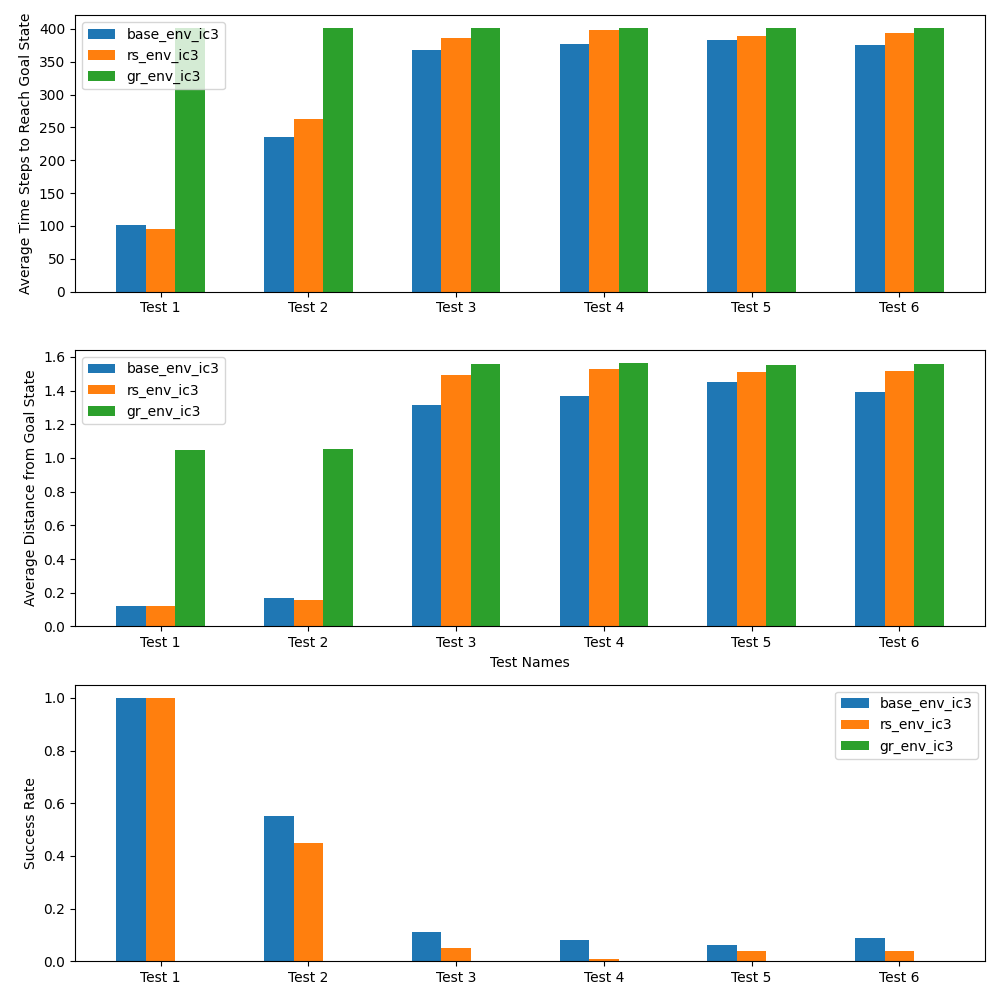 Average Time Steps to Reach Goal State
400
350
300
250
200
150
100
50
0
base_env_ic3
rs_env_ic3
gr_env_ic3
Test 1 Test 2 Test 3 Test 4 Test 5 Test 6
Average Distance from Goal State
1.6
1.4
1.2
1.0
0.8
0.6
0.4
0.2
0.0
base_env_ic3
rs_env_ic3
gr_env_ic3
Test 1 Test 2 Test 3 Test 4 Test 5 Test 6
Test Names
Success Rate
1.0
0.8
0.6
0.4
0.2
0.0
base_env_ic3
rs_env_ic3
gr_env_ic3
Test 1 Test 2 Test 3 Test 4 Test 5 Test 6